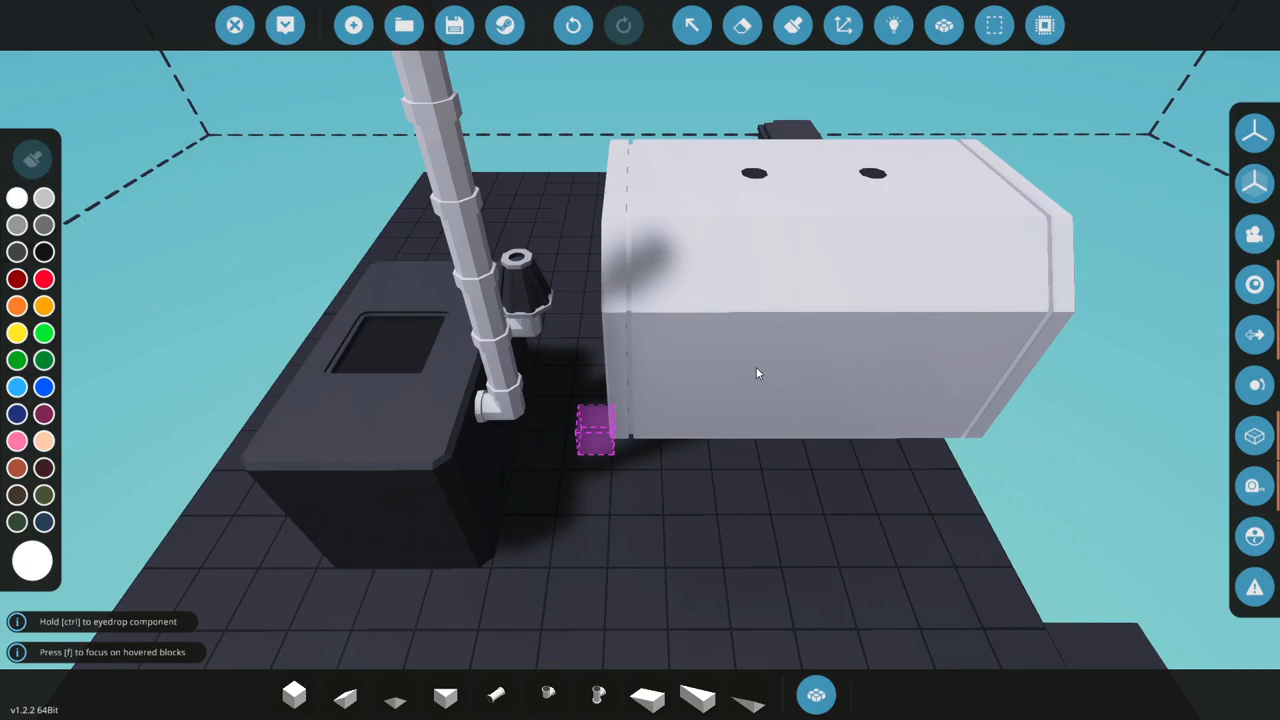 Hold [ctrl] to eyedrop component
Press [f] to focus on hovered blocks
v1.2.2 64Bit